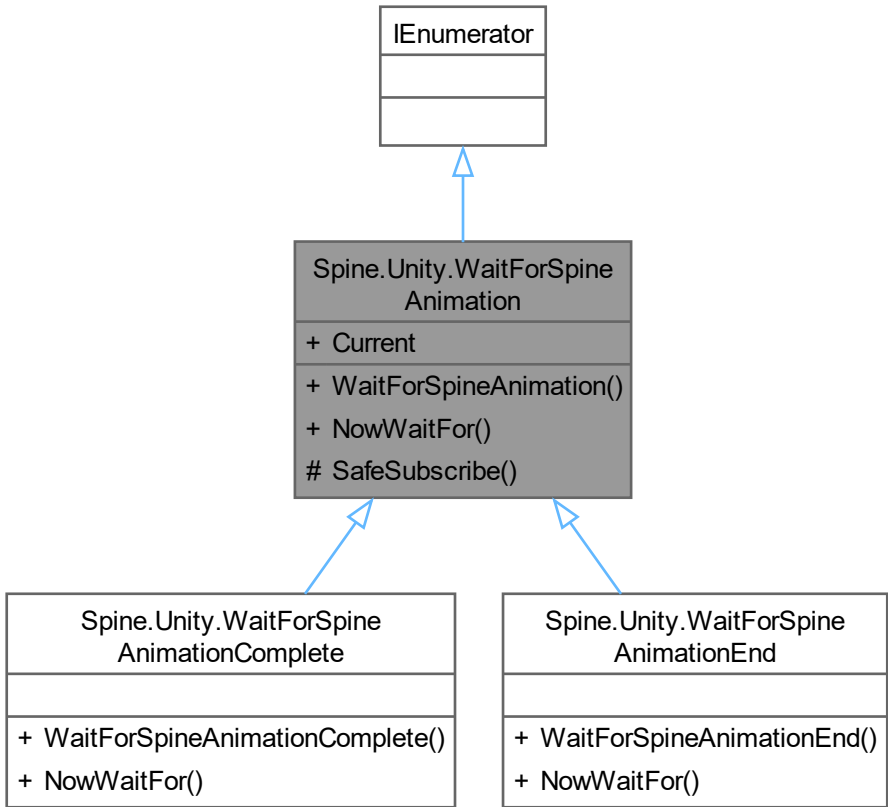 IEnumerator
Spine.Unity.WaitForSpine
Animation
+ Current
+ WaitForSpineAnimation()
+ NowWaitFor()
# SafeSubscribe()
Spine.Unity.WaitForSpine
AnimationComplete
+ WaitForSpineAnimationComplete()
+ NowWaitFor()
Spine.Unity.WaitForSpine
AnimationEnd
+ WaitForSpineAnimationEnd()
+ NowWaitFor()